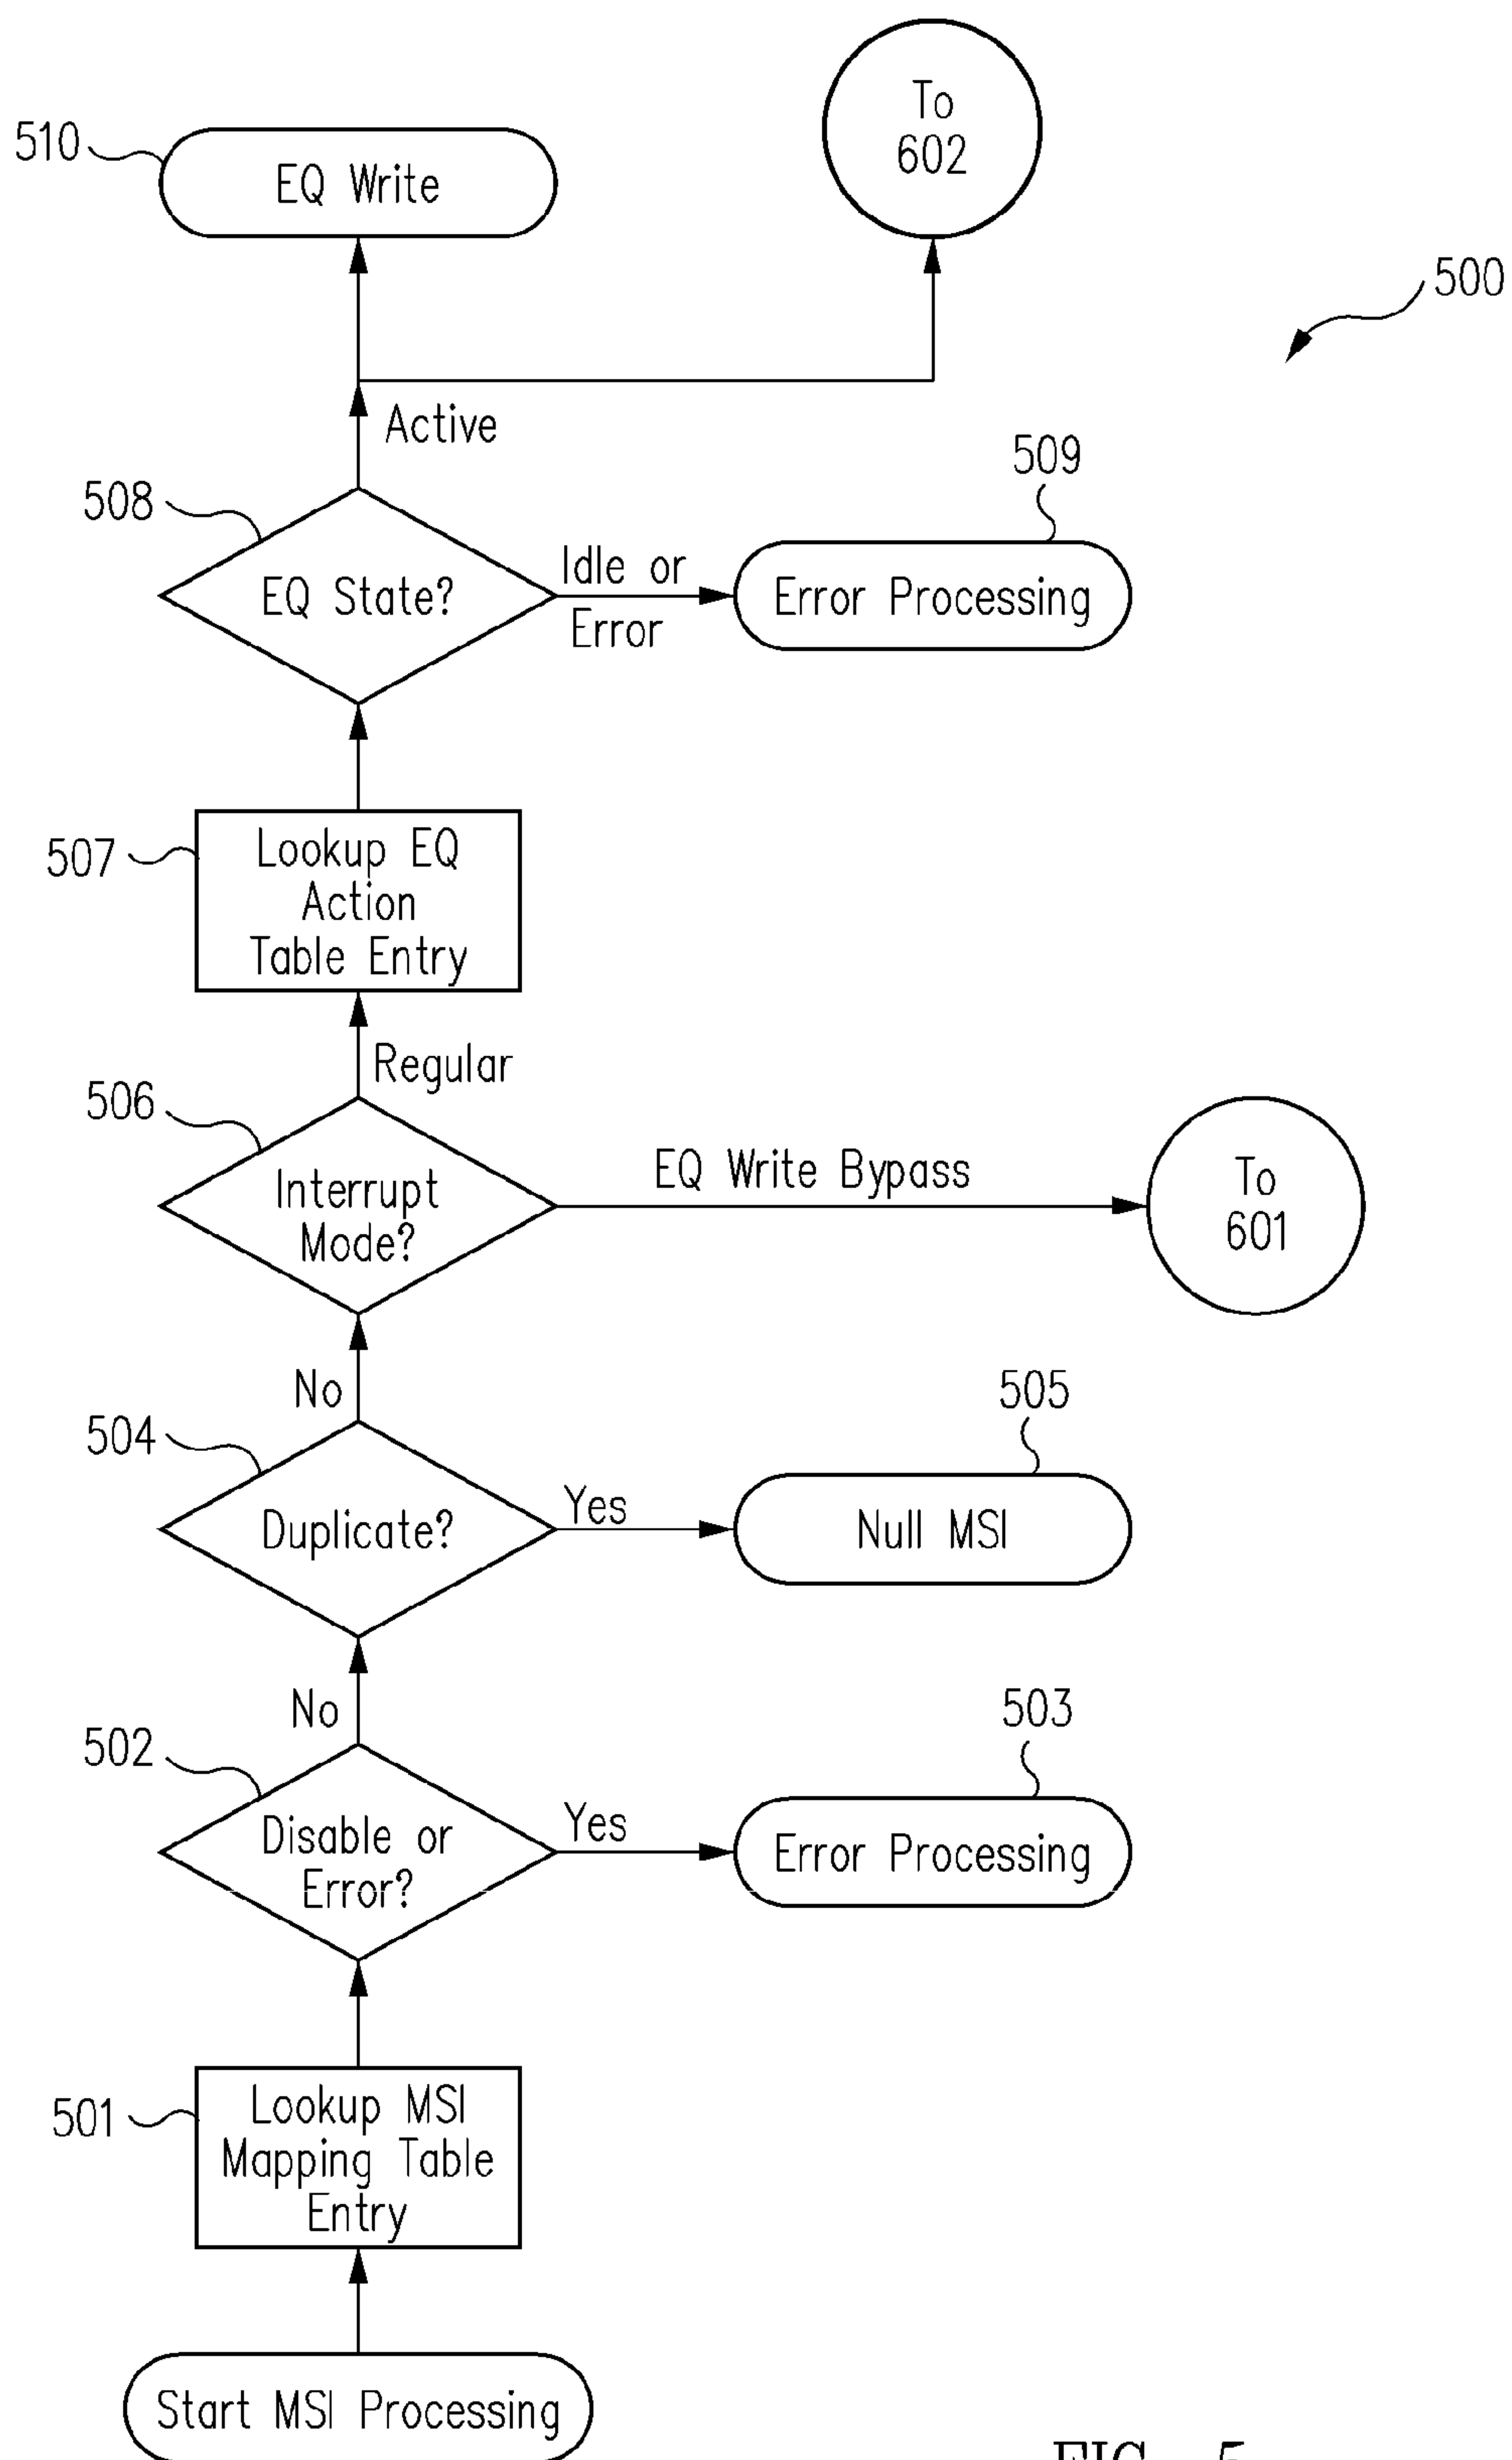 To
602
510
EQ Write
500
Active
509
508
EQ State?
Idle or
Error
Error Processing
507
Lookup EQ
Action
Table Entry
Regular
506
Interrupt
Mode?
EQ Write Bypass
To
601
No
505
504
Duplicate?
Yes
Null MSI
No
503
502
Disable or
Error?
Yes
Error Processing
501
Lookup MSI
Mapping Table
Entry
Start MSI Processing
FIG. 5